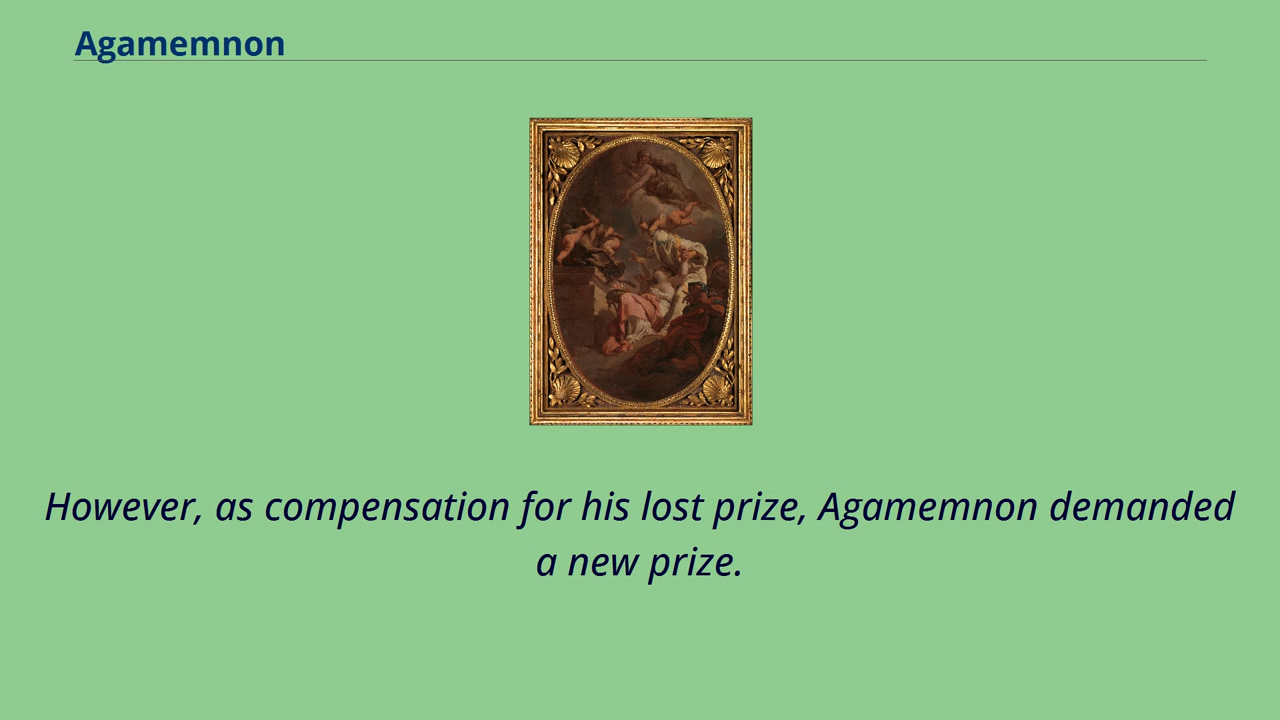 Agamemnon
However, as compensation for his lost prize, Agamemnon demanded
a new prize.